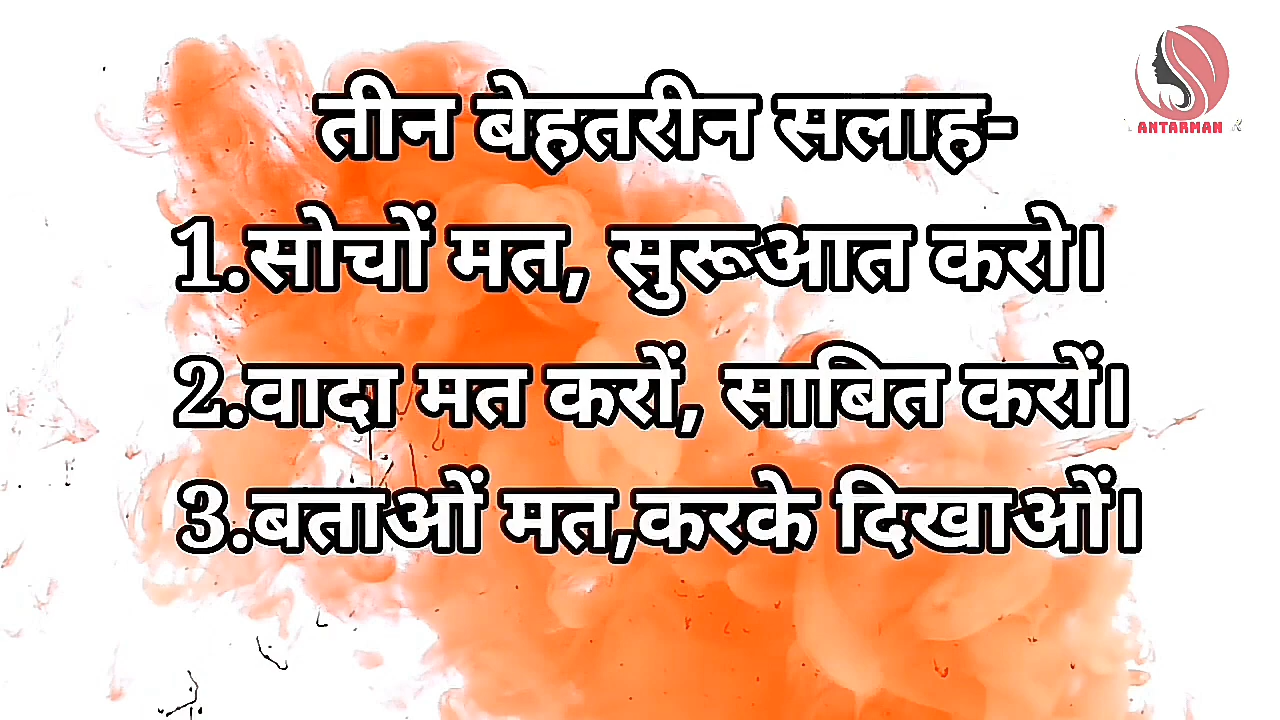 तीन बेहतरीन सलाह-
1.सोचों मत, सुरूआत करो।
2.वादा मत करों, साबित करों।
3.बताओं मत,करके दिखाओं।
ANTARMAN